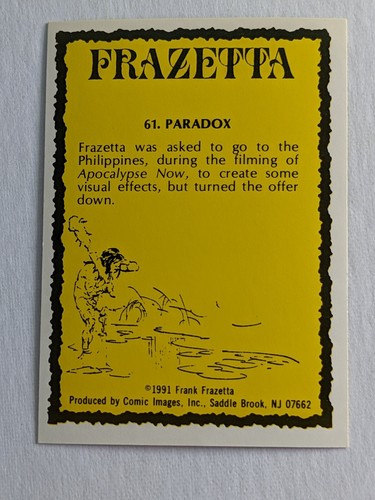 FRAZETTA
61. PARADOX
Frazetta was asked to go to the
Philippines, during the filming of
Apocalypse Now, to create some
visual effects, but turned the offer
down.
©1991 Frank Frazetta
Produced by Comic Images, Inc., Saddle Brook, NJ 07662